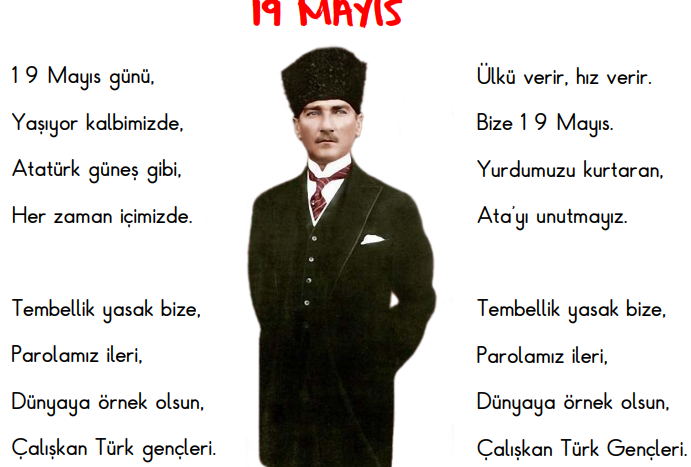 19 MAYIS
19 Mayıs günü,
Yaşıyor kalbimizde,
Atatürk güneş gibi,
Her zaman içimizde.
Tembellik yasak bize,
Parolamız ileri,
Dünyaya örnek olsun,
Çalışkan Türk gençleri.
Ülkü verir, hız verir.
Bize 19 Mayıs.
Yurdumuzu kurtaran,
Ata'yı unutmayız.
Tembellik yasak bize,
Parolamız ileri,
Dünyaya örnek olsun,
Çalışkan Türk Gençleri.